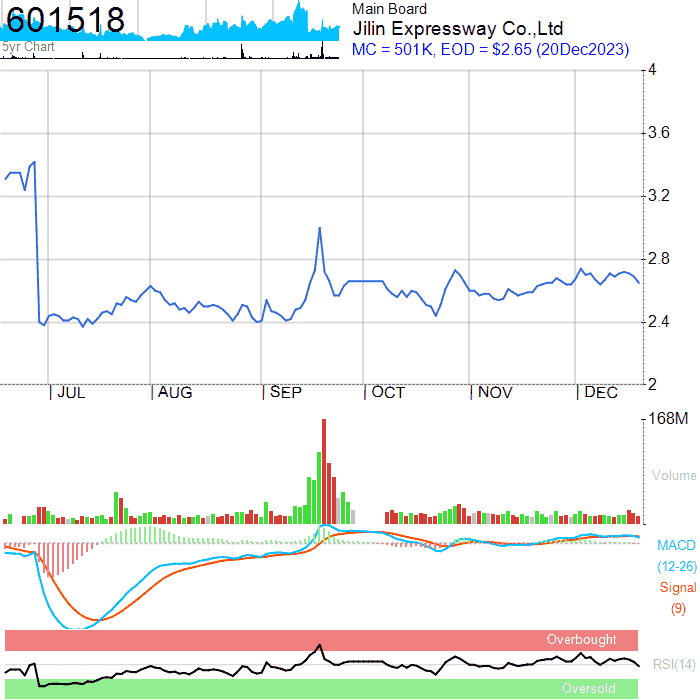 601518
5yr Chart
Main Board
Jilin Expressway Co.,Ltd
MC = 501K, EOD = $2.65 (20Dec2023)
4
3.6
3.2
2.8
2.4
2
JUL AUG SEP OCT NOV DEC
168M
Volume
MACD
(12-26)
Signal
(9)
Overbought
RSI(14)
Oversold